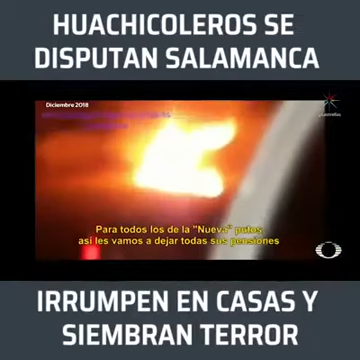 HUACHICOLEROS SE
DISPUTAN SALAMANCA
Diciembre 2018
Para todos los de la "Nueva" putos,
así les vamos a dejar todas sus pensiones
IRRUMPEN EN CASAS Y
SIEMBRAN TERROR